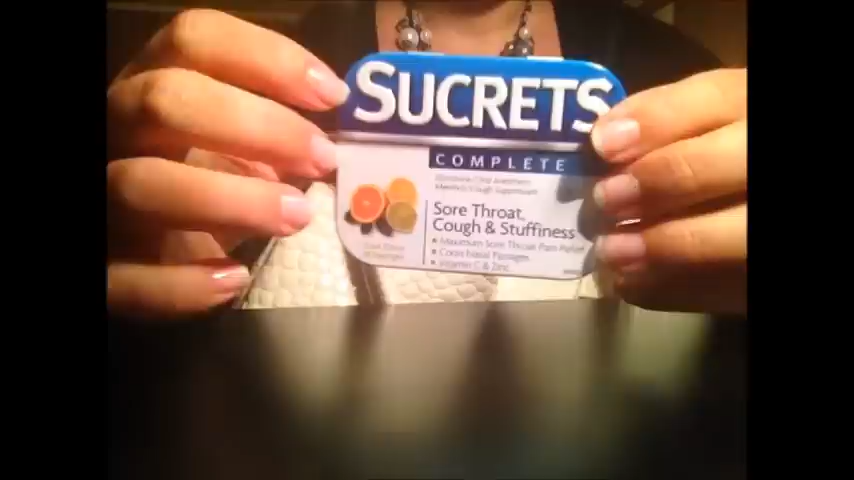 SUCRETS
COMPLETE
Sore Throat,
Cough & Stuffiness
• Maximum Sore Throat Pain Relief
• Cools Nasal Passages
• Vitamin C & Zinc